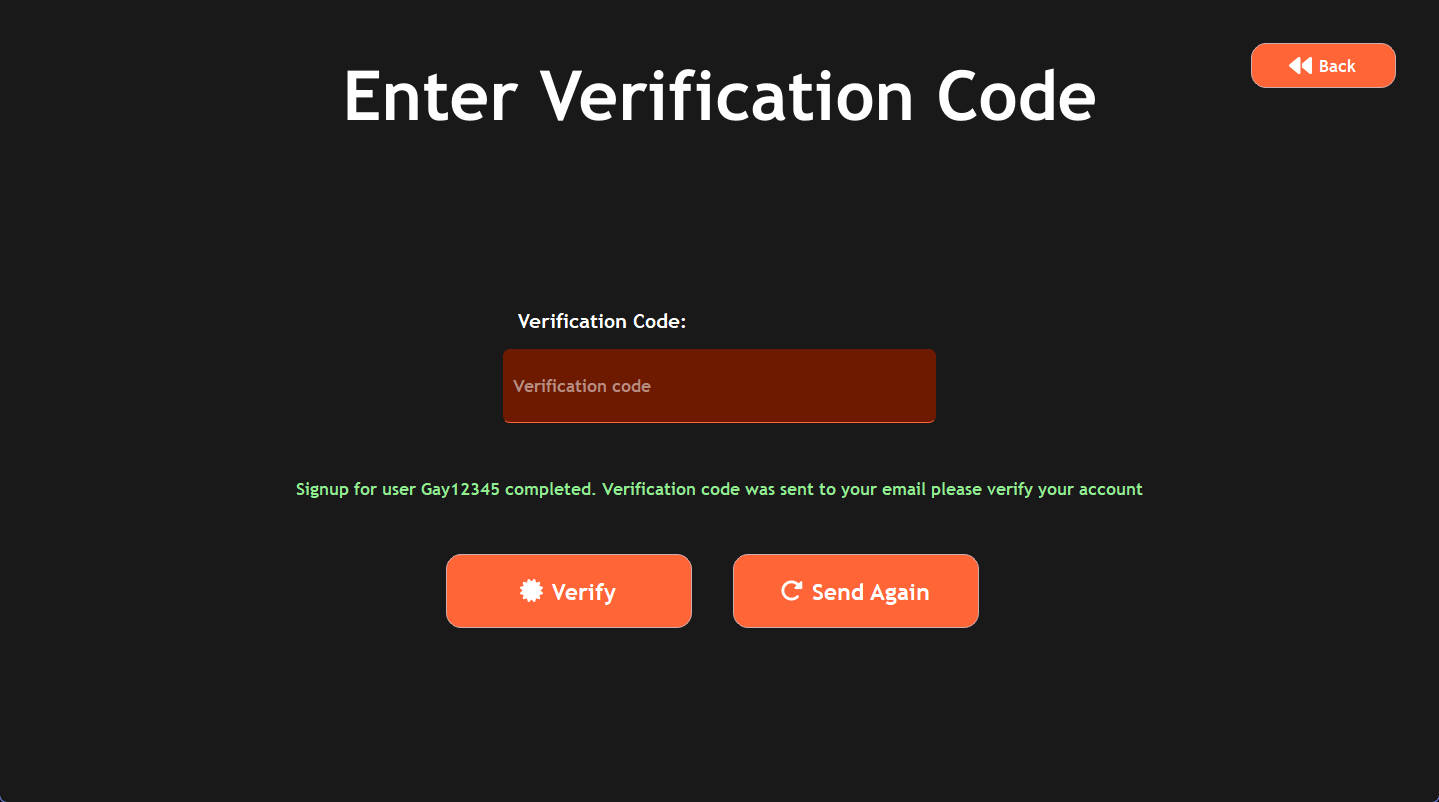 Enter Verification Code
Back
Verification Code:
Verification code
Signup for user Gay12345 completed. Verification code was sent to your email please verify your account
Verify
Send Again